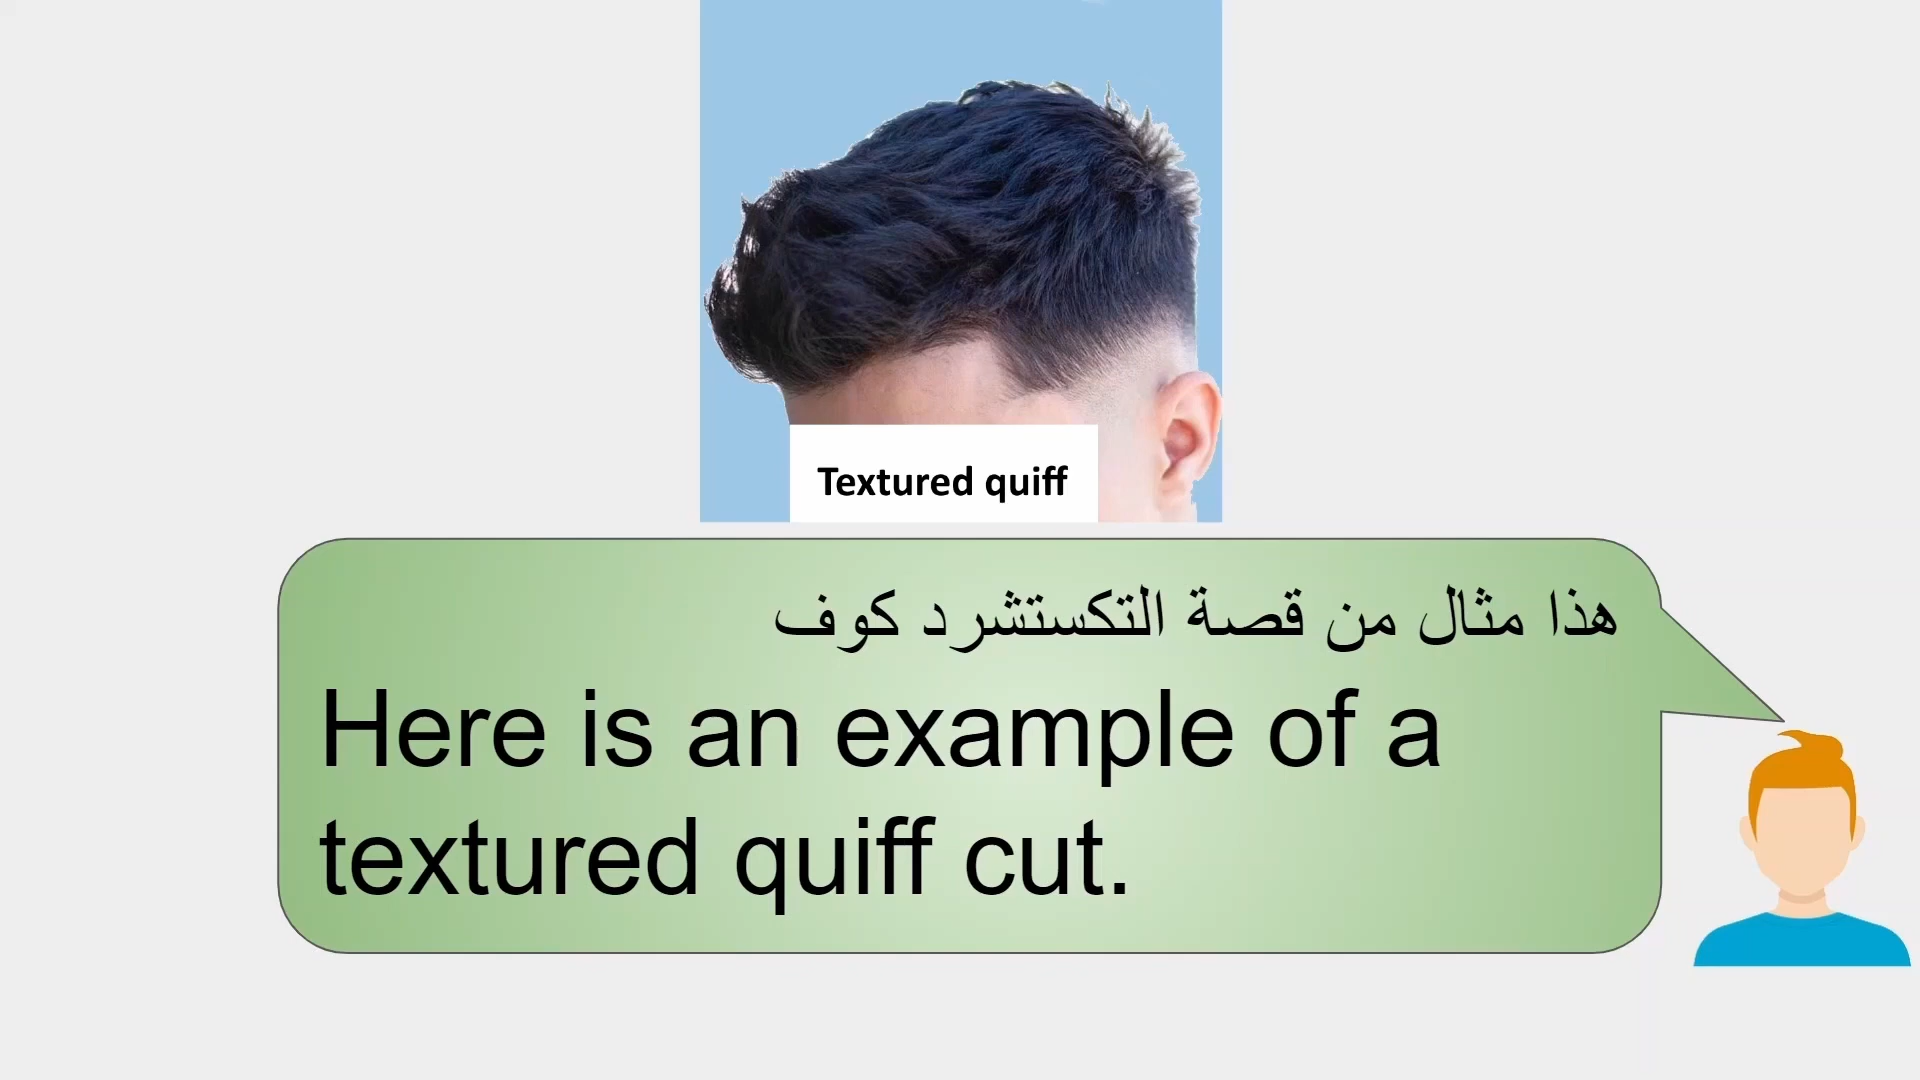 Textured quiff
هذا مثال من قصة التكستشرد كوف
Here is an example of a
textured quiff cut.